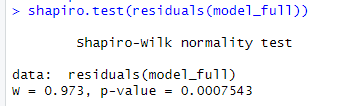 > shapiro.test(residuals(model_full))
Shapiro-Wilk normality test
data:  residuals(model_full)
W = 0.973, p-value = 0.0007543